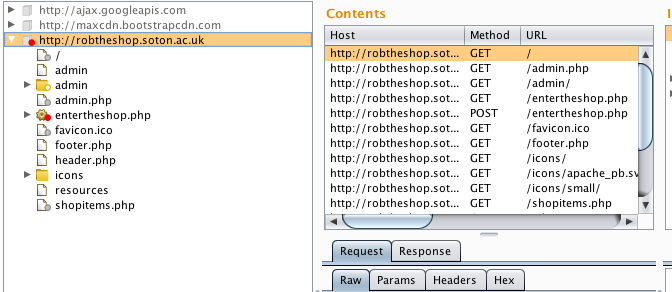 http://ajax.googleapis.com
http://maxcdn.bootstrapcdn.com
http://robtheshop.soton.ac.uk
/
admin
admin
admin.php
entertheshop.php
favicon.ico
footer.php
header.php
icons
resources
shopitems.php
Contents
Host Method URL
http://robtheshop.sot... GET /
http://robtheshop.sot... GET /admin.php
http://robtheshop.sot... GET /admin/
http://robtheshop.sot... GET /entertheshop.php
http://robtheshop.sot... POST /entertheshop.php
http://robtheshop.sot... GET /favicon.ico
http://robtheshop.sot... GET /footer.php
http://robtheshop.sot... GET /icons/
http://robtheshop.sot... GET /icons/apache_pb.sv
http://robtheshop.sot... GET /icons/small/
http://robtheshop.sot... GET /shopitems.php
Request Response
Raw Params Headers Hex